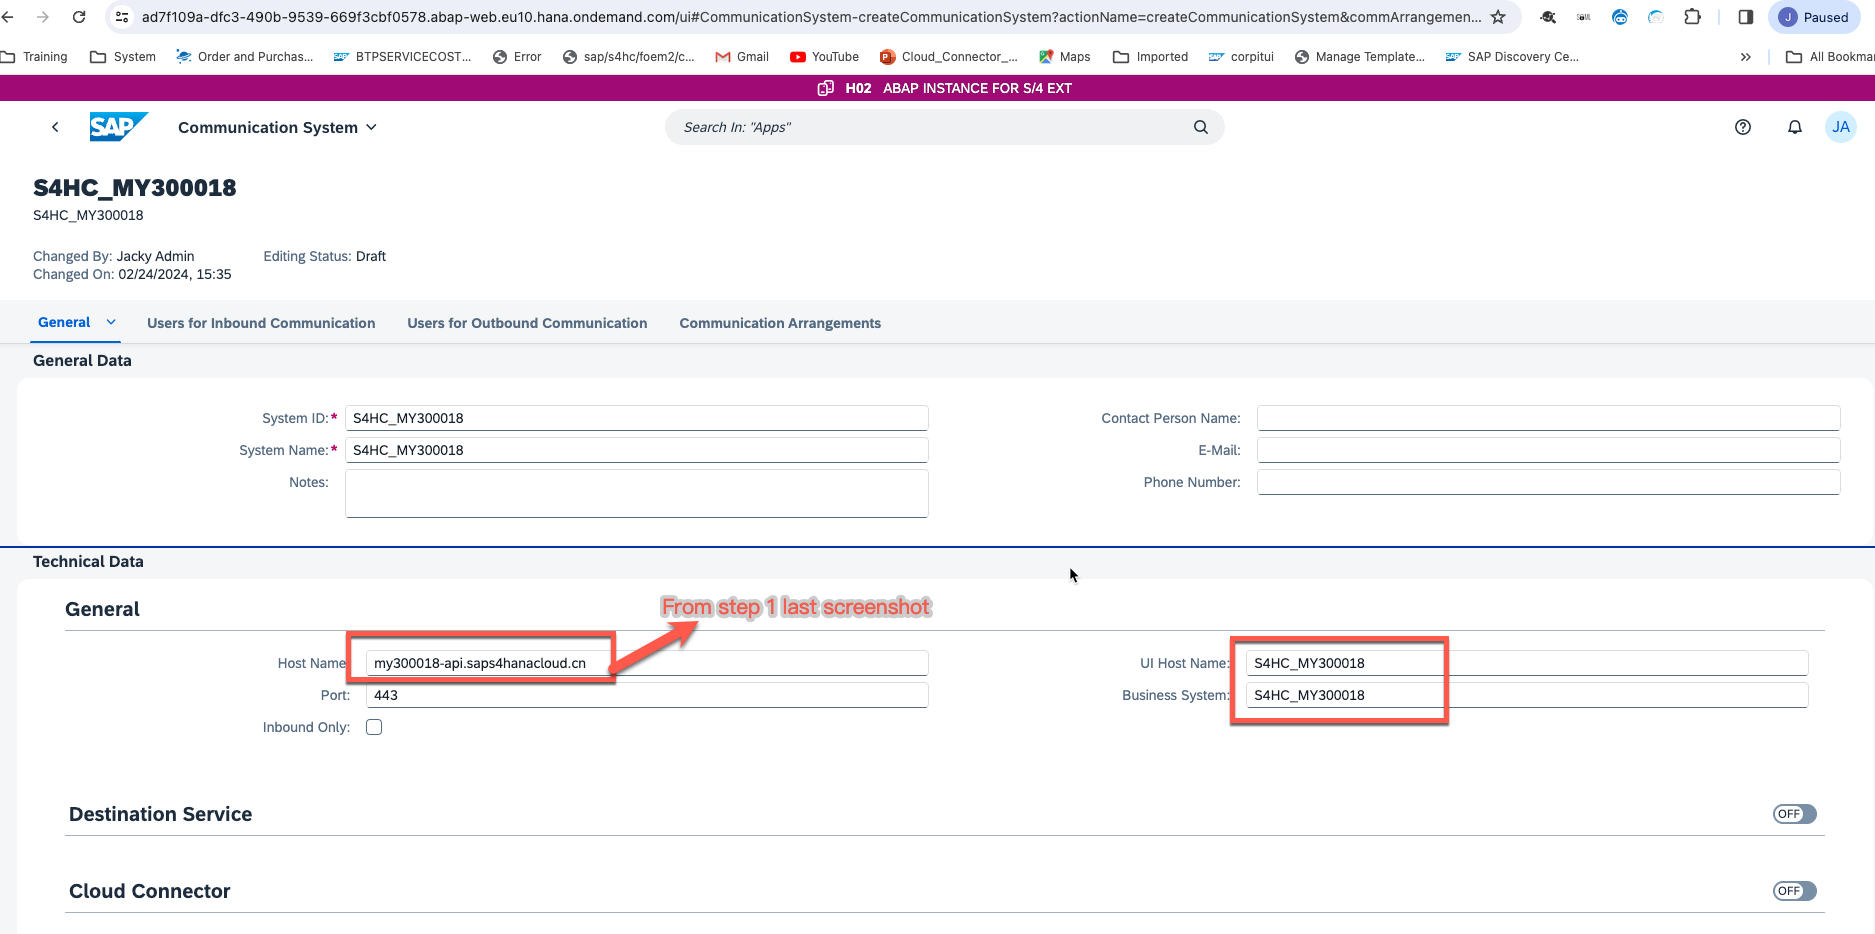 ad7f109a-dfc3-490b-9539-669f3cbf0578.abap-web.eu10.hana.ondemand.com/ui#CommunicationSystem-createCommunicationSystem?actionName=createCommunicationSystem&commArrangemen...
J Paused
Training System Order and Purchas... BTPSERVICECOST... Error sap/s4hc/foem2/c... Gmail YouTube Cloud_Connector_... Maps Imported corpitui Manage Template... SAP Discovery Ce... » All Bookmar
H02 ABAP INSTANCE FOR S/4 EXT
SAP Communication System Search In: "Apps" JA
S4HC_MY300018
S4HC_MY300018
Changed By: Jacky Admin Editing Status: Draft
Changed On: 02/24/2024, 15:35
General Users for Inbound Communication Users for Outbound Communication Communication Arrangements
General Data
System ID:* S4HC_MY300018 Contact Person Name:
System Name:* S4HC_MY300018 E-Mail:
Notes: Phone Number:
Technical Data
General
From step 1 last screenshot
Host Name my300018-api.saps4hanacloud.cn UI Host Name: S4HC_MY300018
Port: 443 Business System: S4HC_MY300018
Inbound Only:
Destination Service OFF
Cloud Connector OFF